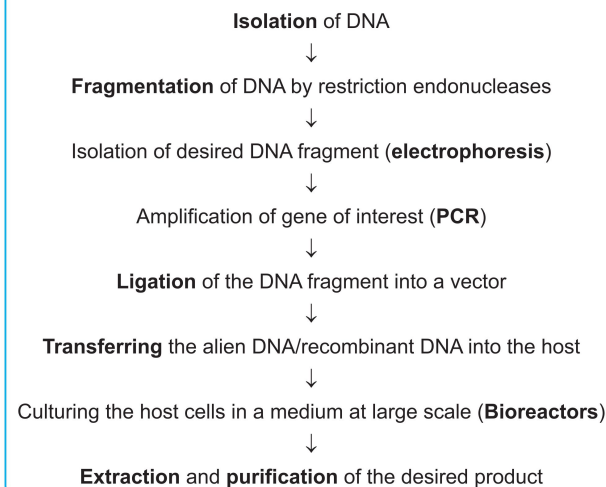 Isolation of DNA
↓
Fragmentation of DNA by restriction endonucleases
↓
Isolation of desired DNA fragment (electrophoresis)
↓
Amplification of gene of interest (PCR)
↓
Ligation of the DNA fragment into a vector
↓
Transferring the alien DNA/recombinant DNA into the host
↓
Culturing the host cells in a medium at large scale (Bioreactors)
↓
Extraction and purification of the desired product